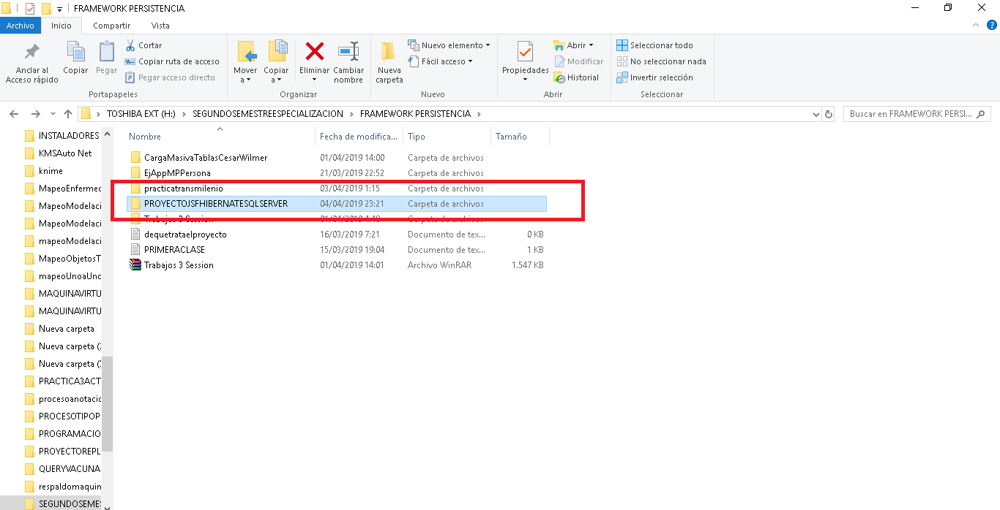 FRAMEWORK PERSISTENCIA
Archivo Inicio Compartir Vista
Anclar al Acceso rápido
Copiar
Pegar
Cortar
Copiar ruta de acceso
Pegar acceso directo
Portapapeles
Mover a
Copiar a
Eliminar
Cambiar nombre
Organizar
Nueva carpeta
Nuevo elemento
Fácil acceso
Nuevo
Propiedades
Abrir
Modificar
Historial
Abrir
Seleccionar todo
No seleccionar nada
Invertir selección
Seleccionar
TOSHIBA EXT (H:) > SEGUNDOSEMESTREESPECIALIZACION > FRAMEWORK PERSISTENCIA >
Buscar en FRAMEWORK PERSI...
INSTALADORES
KMSAuto Net
knime
MapeoEnfermed
MapeoModelaci
MapeoModelaci
mapeoModelaci
MapeoObjetosT
mapeoUnoaUno
MAQUINAVIRTU
MAQUINAVIRTU
Nueva carpeta
Nueva carpeta (
Nueva carpeta (
PRACTICA3ACT
procesoanotacio
PROCESOTIPOP
PROGRAMACIO
PROYECTOREPL
QUERYVACUNA
respaldomaquin
SEGUNDOSEMES
Nombre Fecha de modifica... Tipo Tamaño
CargaMasivaTablasCesarWilmer 01/04/2019 14:00 Carpeta de archivos
EjAppMPPersona 21/03/2019 22:52 Carpeta de archivos
practicatransmilenio 03/04/2019 1:15 Carpeta de archivos
PROYECTOJSFHIBERNATESQLSERVER 04/04/2019 23:21 Carpeta de archivos
Trabajos 3 Session 01/04/2019 4:48 Carpeta de archivos
dequetrataelproyecto 16/03/2019 7:21 Documento de tex... 0 KB
PRIMERACLASE 15/03/2019 19:04 Documento de tex... 1 KB
Trabajos 3 Session 01/04/2019 14:01 Archivo WinRAR 1.547 KB